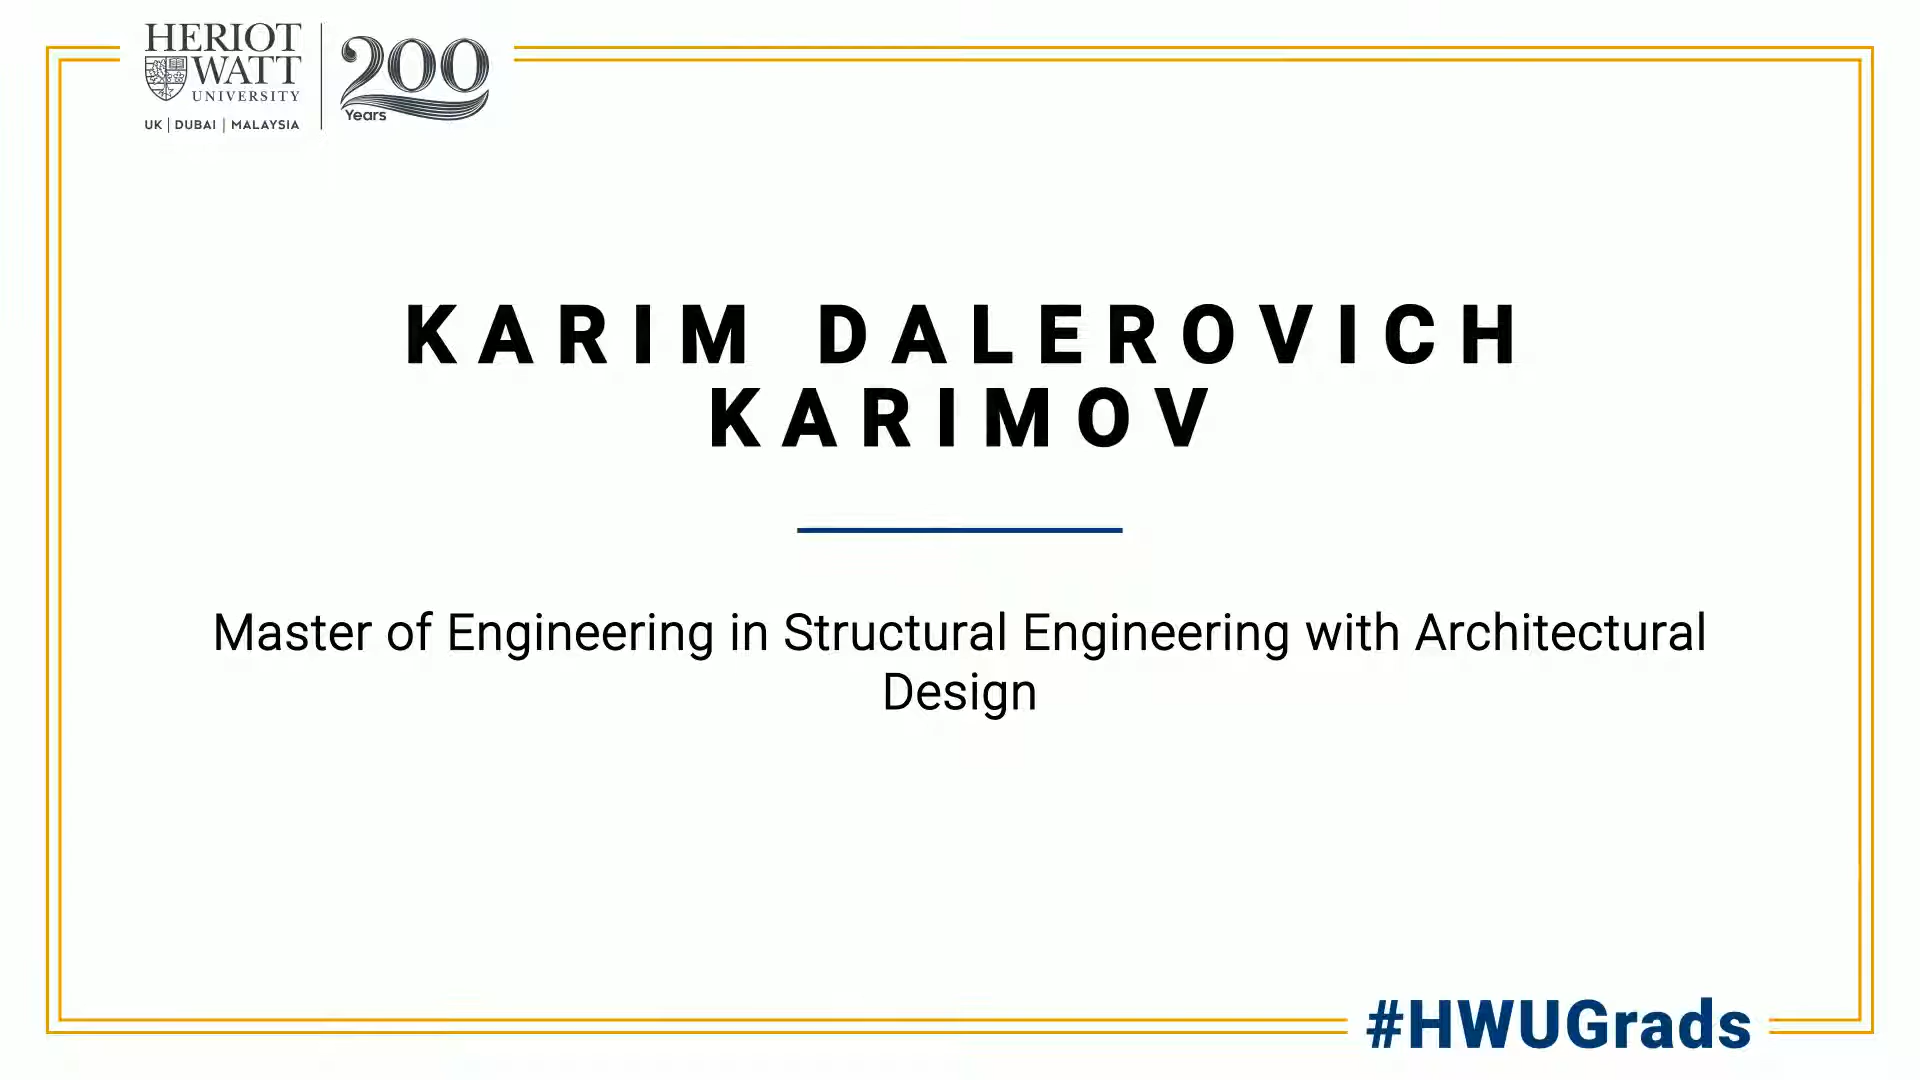 HERIOT
WATT
UNIVERSITY
UK | DUBAI | MALAYSIA
200
Years
KARIM DALEROVICH
KARIMOV
Master of Engineering in Structural Engineering with Architectural
Design
#HWUGrads